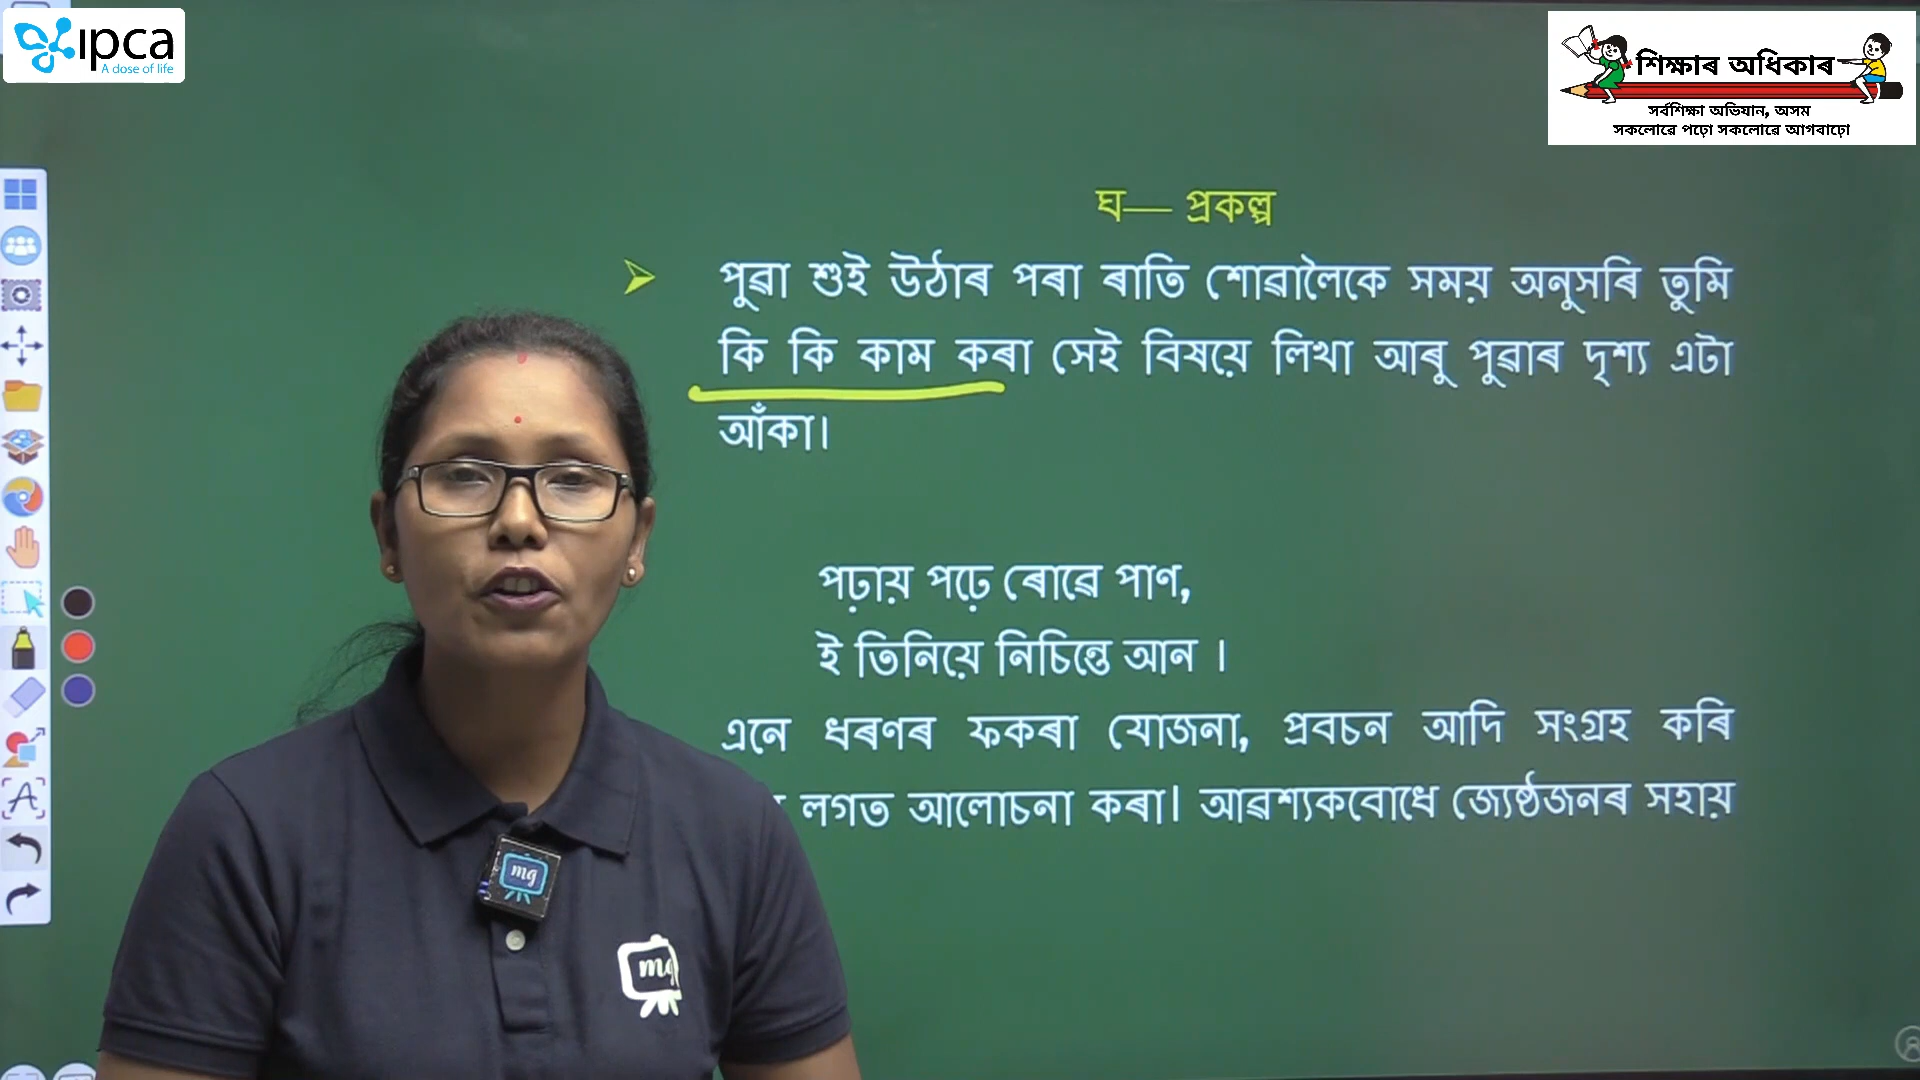 ipca
A dose of life
শিক্ষাৰ অধিকাৰ
সৰ্বশিক্ষা অভিযান, অসম
সকলোৱে পঢ়ো সকলোৱে আগবাঢ়ো
ঘ— প্ৰকল্প
পুৱা শুই উঠাৰ পৰা ৰাতি শোৱালৈকে সময় অনুসৰি তুমি
কি কি কাম কৰা সেই বিষয়ে লিখা আৰু পুৱাৰ দৃশ্য এটা
আঁকা।
পঢ়ায় পঢ়ে ৰোৱে পাণ,
ই তিনিয়ে নিচিন্তে আন ।
এনে ধৰণৰ ফকৰা যোজনা, প্ৰবচন আদি সংগ্ৰহ কৰি
লগত আলোচনা কৰা। আৱশ্যকবোধে জ্যেষ্ঠজনৰ সহায়
mg
mg